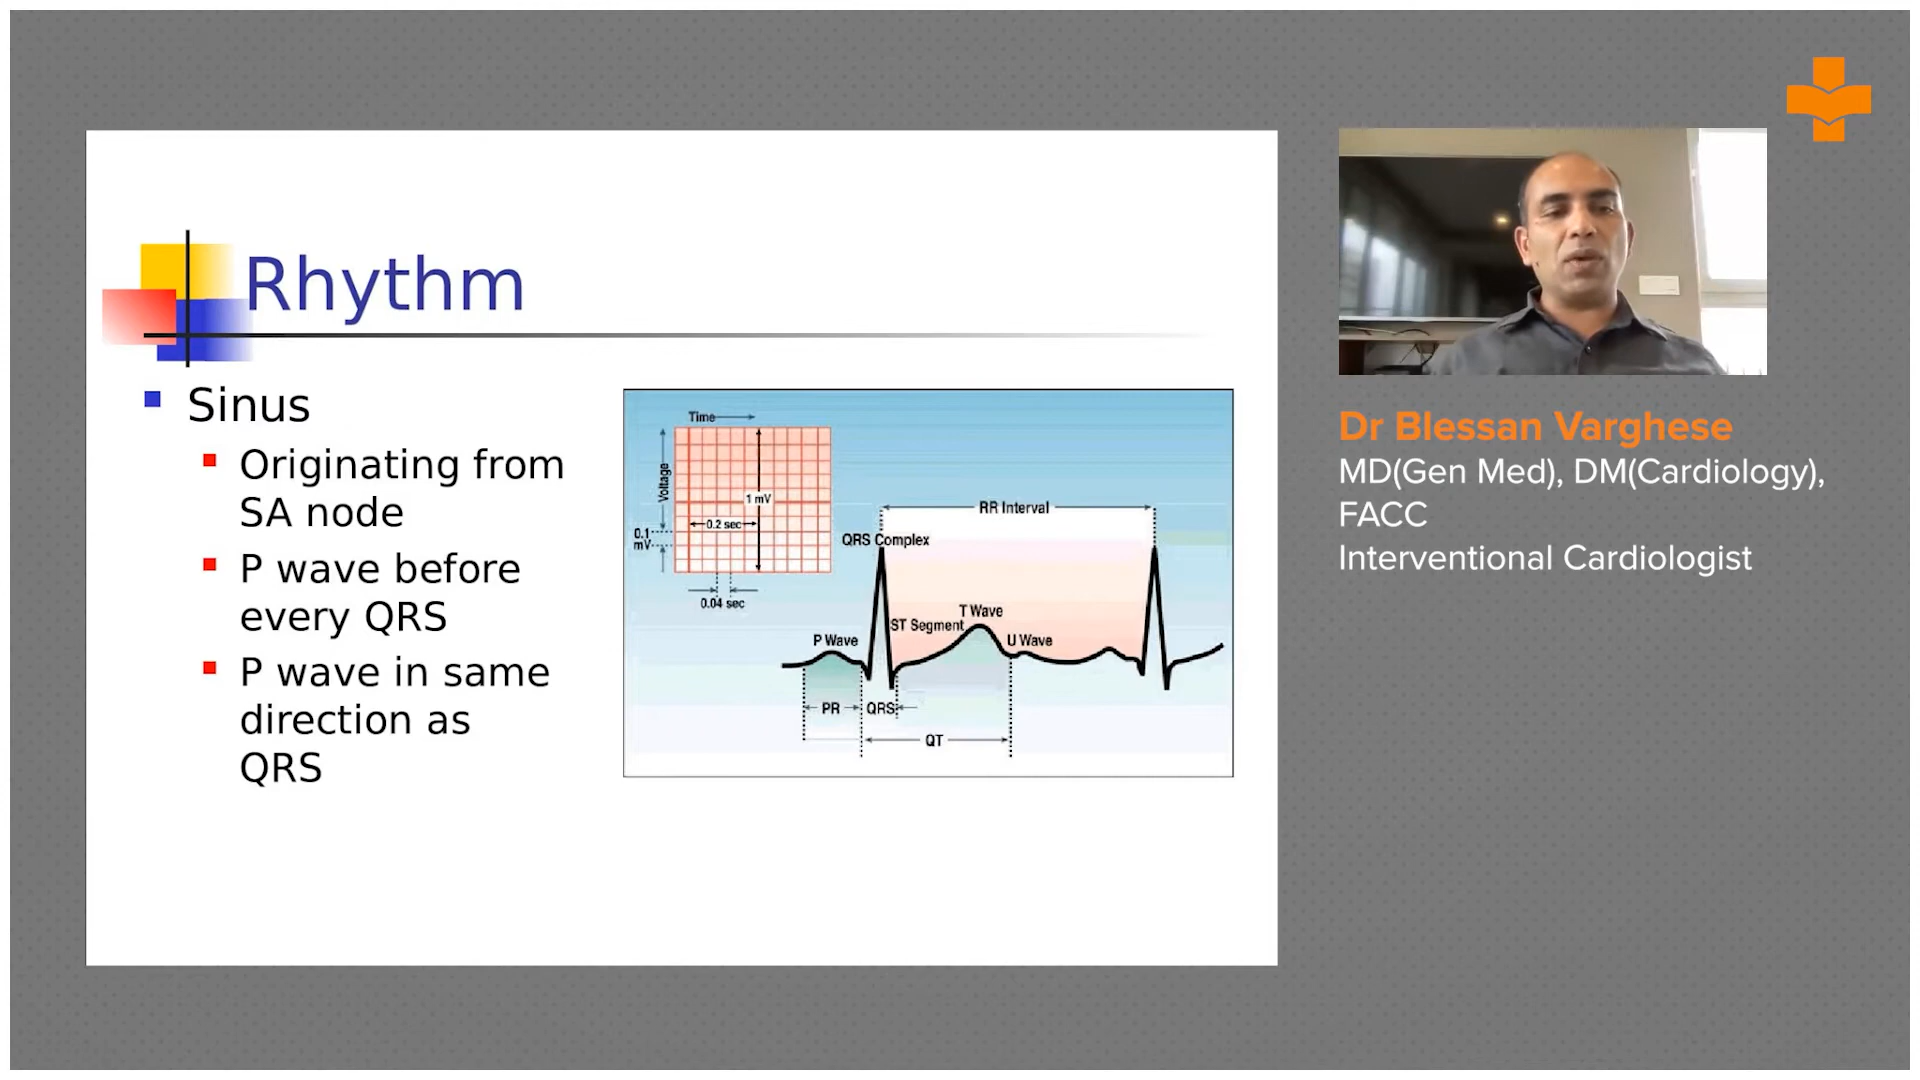 Rhythm
Sinus
Originating from
SA node
P wave before
every QRS
P wave in same
direction as
QRS
Time
Voltage
1 mV
0.2 sec
0.1
mV
0.04 sec
RR Interval
QRS Complex
T Wave
ST Segment
P Wave
U Wave
PR
QRS
QT
Dr Blessan Varghese
MD(Gen Med), DM(Cardiology),
FACC
Interventional Cardiologist